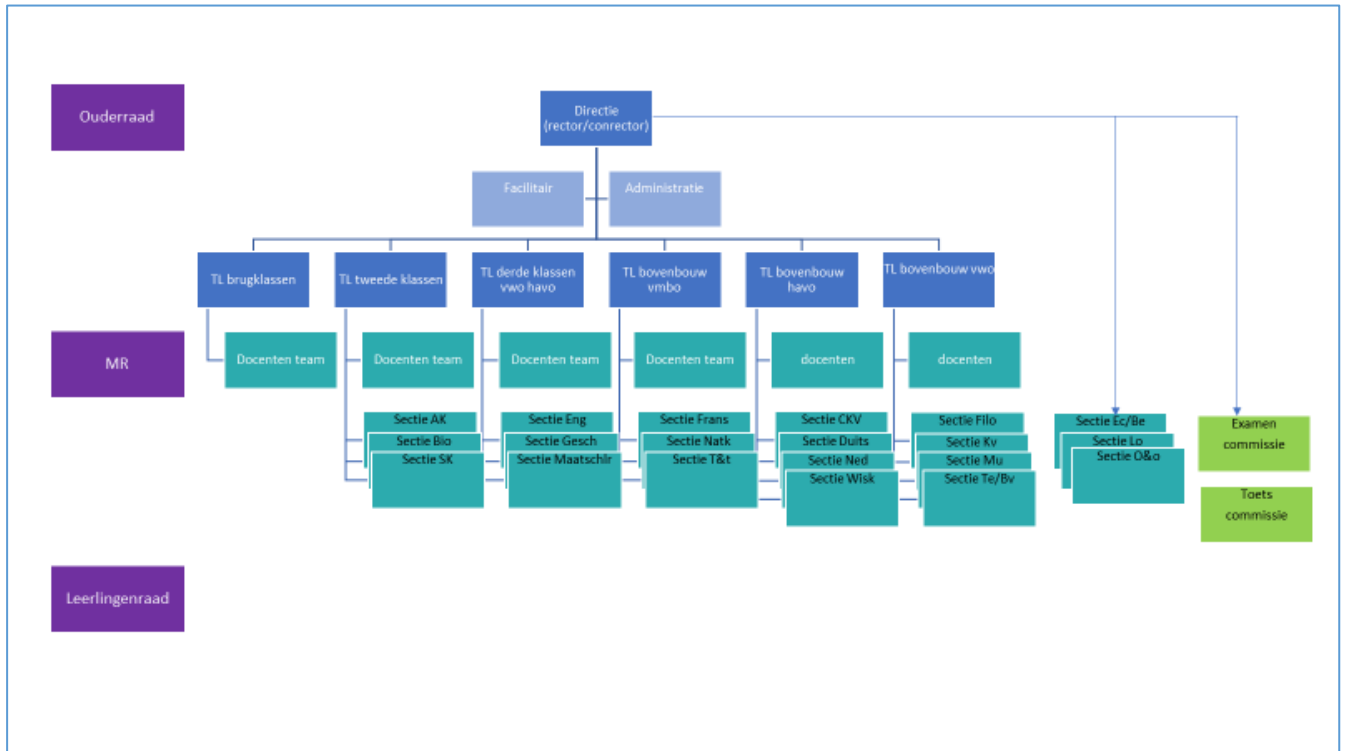 Ouderraad
Directie
(rector/conrector)
Facilitair
Administratie
TL brugklassen
TL tweede klassen
TL derde klassen
vwo havo
TL bovenbouw
vmbo
TL bovenbouw
havo
TL bovenbouw vwo
MR
Docenten team
Docenten team
Docenten team
Docenten team
docenten
docenten
Sectie AK
Sectie Bio
Sectie SK
Sectie Eng
Sectie Gesch
Sectie Maatschlr
Sectie Frans
Sectie Natk
Sectie T&t
Sectie CKV
Sectie Duits
Sectie Ned
Sectie Wisk
Sectie Filo
Sectie Kv
Sectie Mu
Sectie Te/Bv
Sectie Ec/Be
Sectie Lo
Sectie O&o
Examen
commissie
Toets
commissie
Leerlingenraad